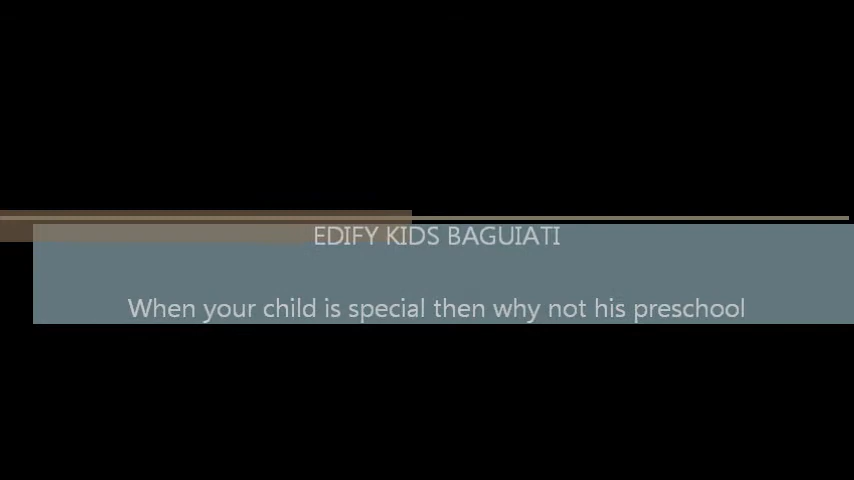 EDIFY KIDS BAGUIATI
When your child is special then why not his preschool